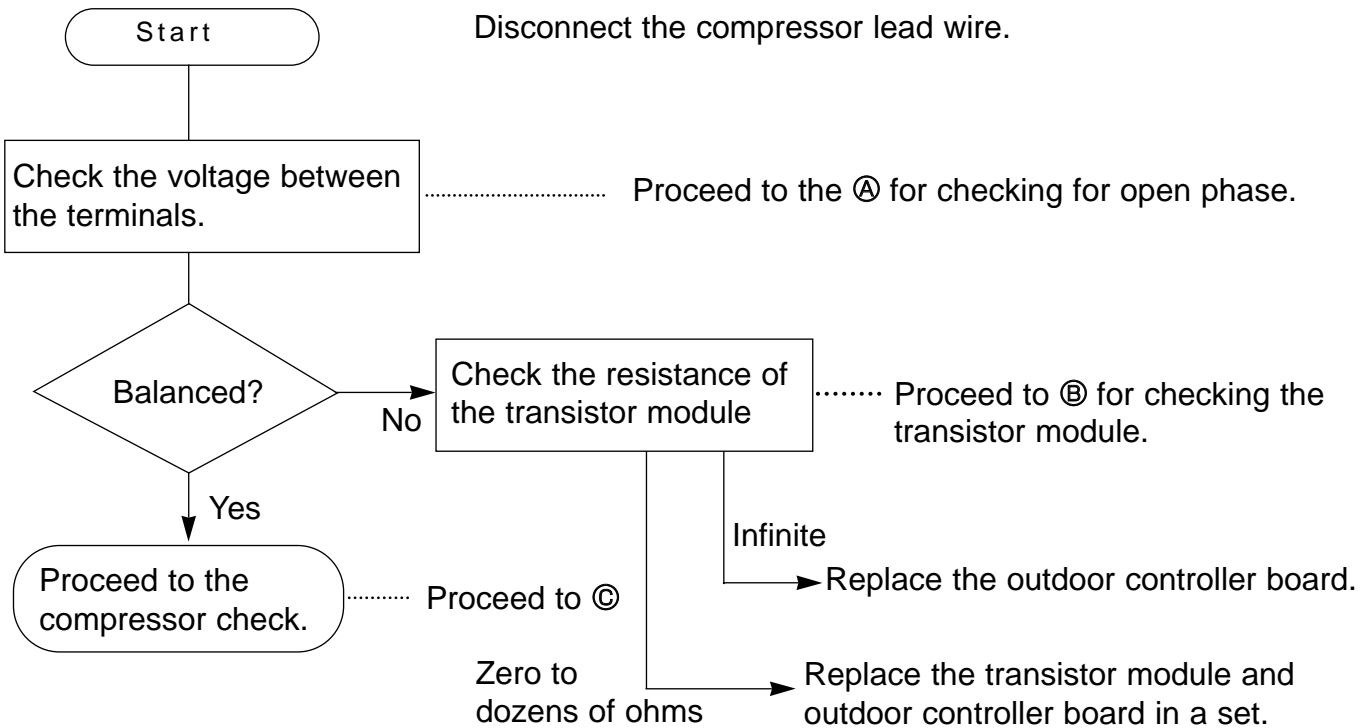 Start
Disconnect the compressor lead wire.
Check the voltage between
the terminals.
Proceed to the Ⓐ for checking for open phase.
Balanced?
No
Check the resistance of
the transistor module
Proceed to Ⓑ for checking the
transistor module.
Yes
Infinite
Replace the outdoor controller board.
Proceed to the
compressor check.
Proceed to Ⓒ
Zero to
dozens of ohms
Replace the transistor module and
outdoor controller board in a set.